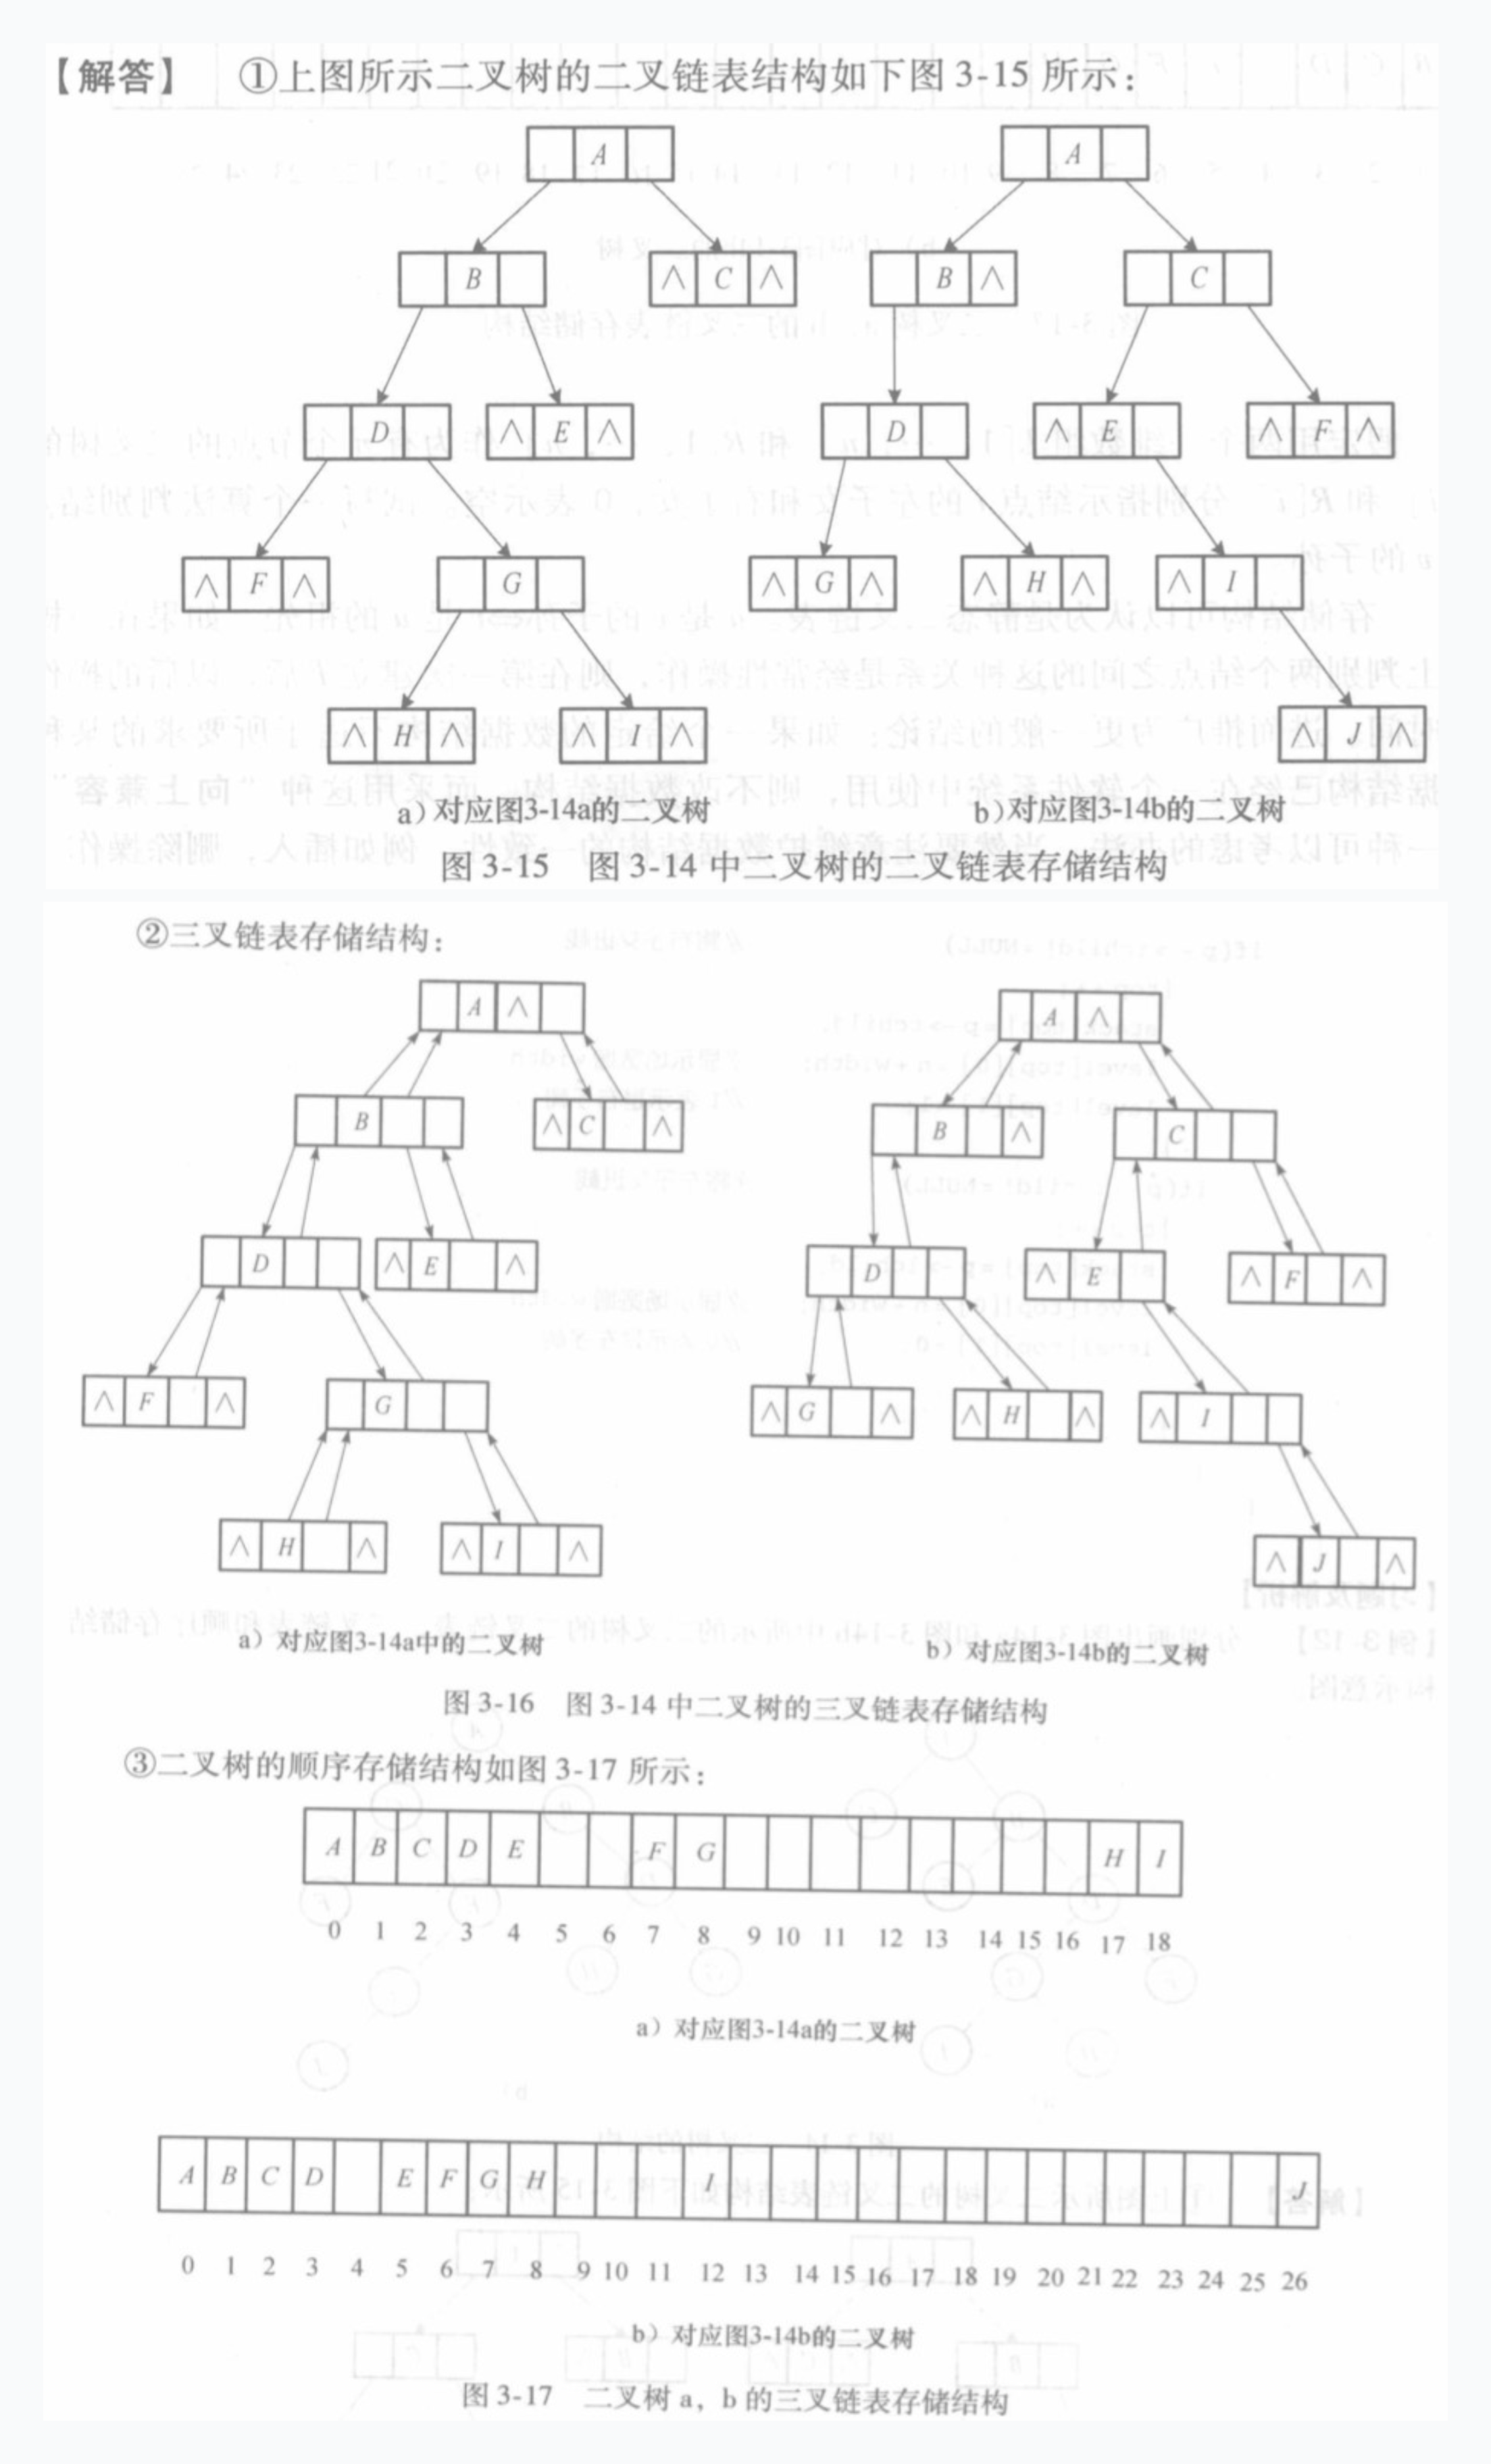 【解答】 ①上图所示二叉树的二叉链表结构如下图 3-15 所示：
A A
B ∧ C ∧ B ∧ C
D ∧ E ∧ D ∧ E ∧ F ∧
∧ F ∧ G ∧ G ∧ ∧ H ∧ ∧ I
∧ H ∧ ∧ I ∧ ∧ J ∧
a）对应图3-14a的二叉树 b）对应图3-14b的二叉树
图 3-15 图 3-14 中二叉树的二叉链表存储结构
②三叉链表存储结构：
A ∧ A ∧
B ∧ C ∧ B ∧ C
D ∧ E ∧ D ∧ E ∧ F ∧
∧ F ∧ G ∧ G ∧ ∧ H ∧ ∧ I
∧ H ∧ ∧ I ∧ ∧ J ∧
a）对应图3-14a中的二叉树 b）对应图3-14b的二叉树
图 3-16 图 3-14 中二叉树的三叉链表存储结构
③二叉树的顺序存储结构如图 3-17 所示：
A B C D E F G H I
0 1 2 3 4 5 6 7 8 9 10 11 12 13 14 15 16 17 18
a）对应图3-14a的二叉树
A B C D E F G H I J
0 1 2 3 4 5 6 7 8 9 10 11 12 13 14 15 16 17 18 19 20 21 22 23 24 25 26
b）对应图3-14b的二叉树
图 3-17 二叉树 a，b 的三叉链表存储结构